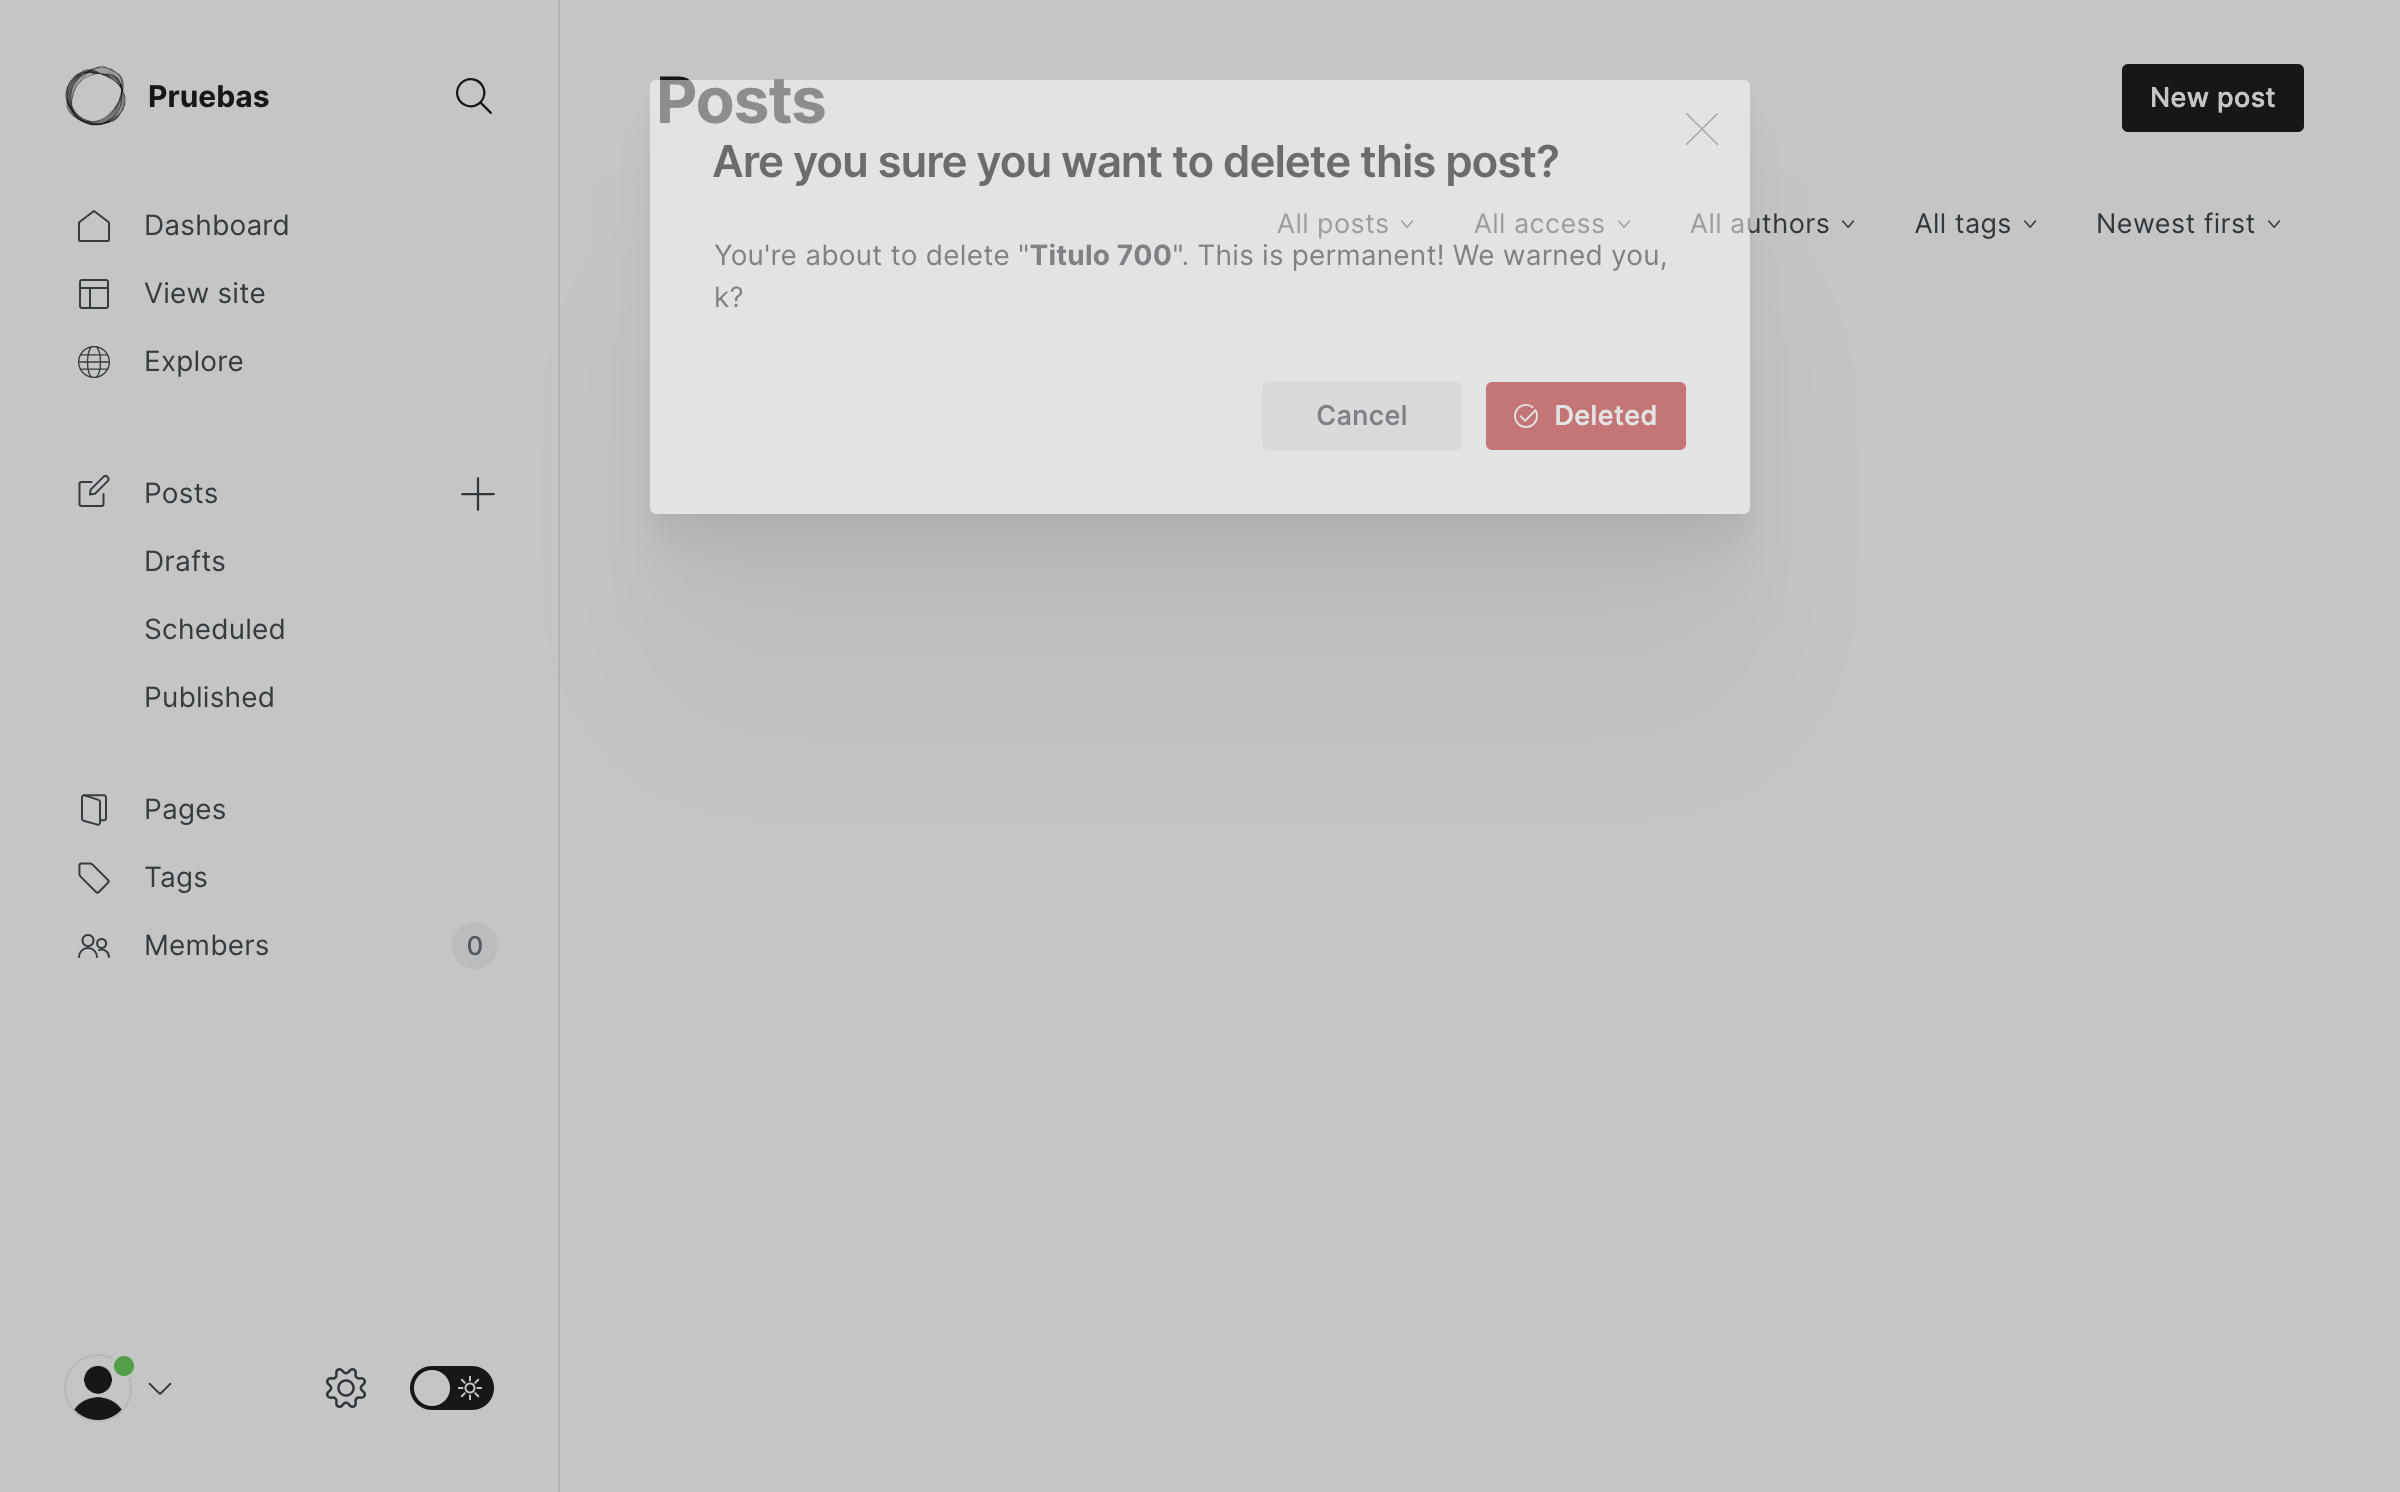 Pruebas
Dashboard
View site
Explore
Posts
Drafts
Scheduled
Published
Pages
Tags
Members 0
Posts
New post
All posts All access All authors All tags Newest first
Are you sure you want to delete this post?
You're about to delete "Titulo 700". This is permanent! We warned you,
k?
Cancel Deleted